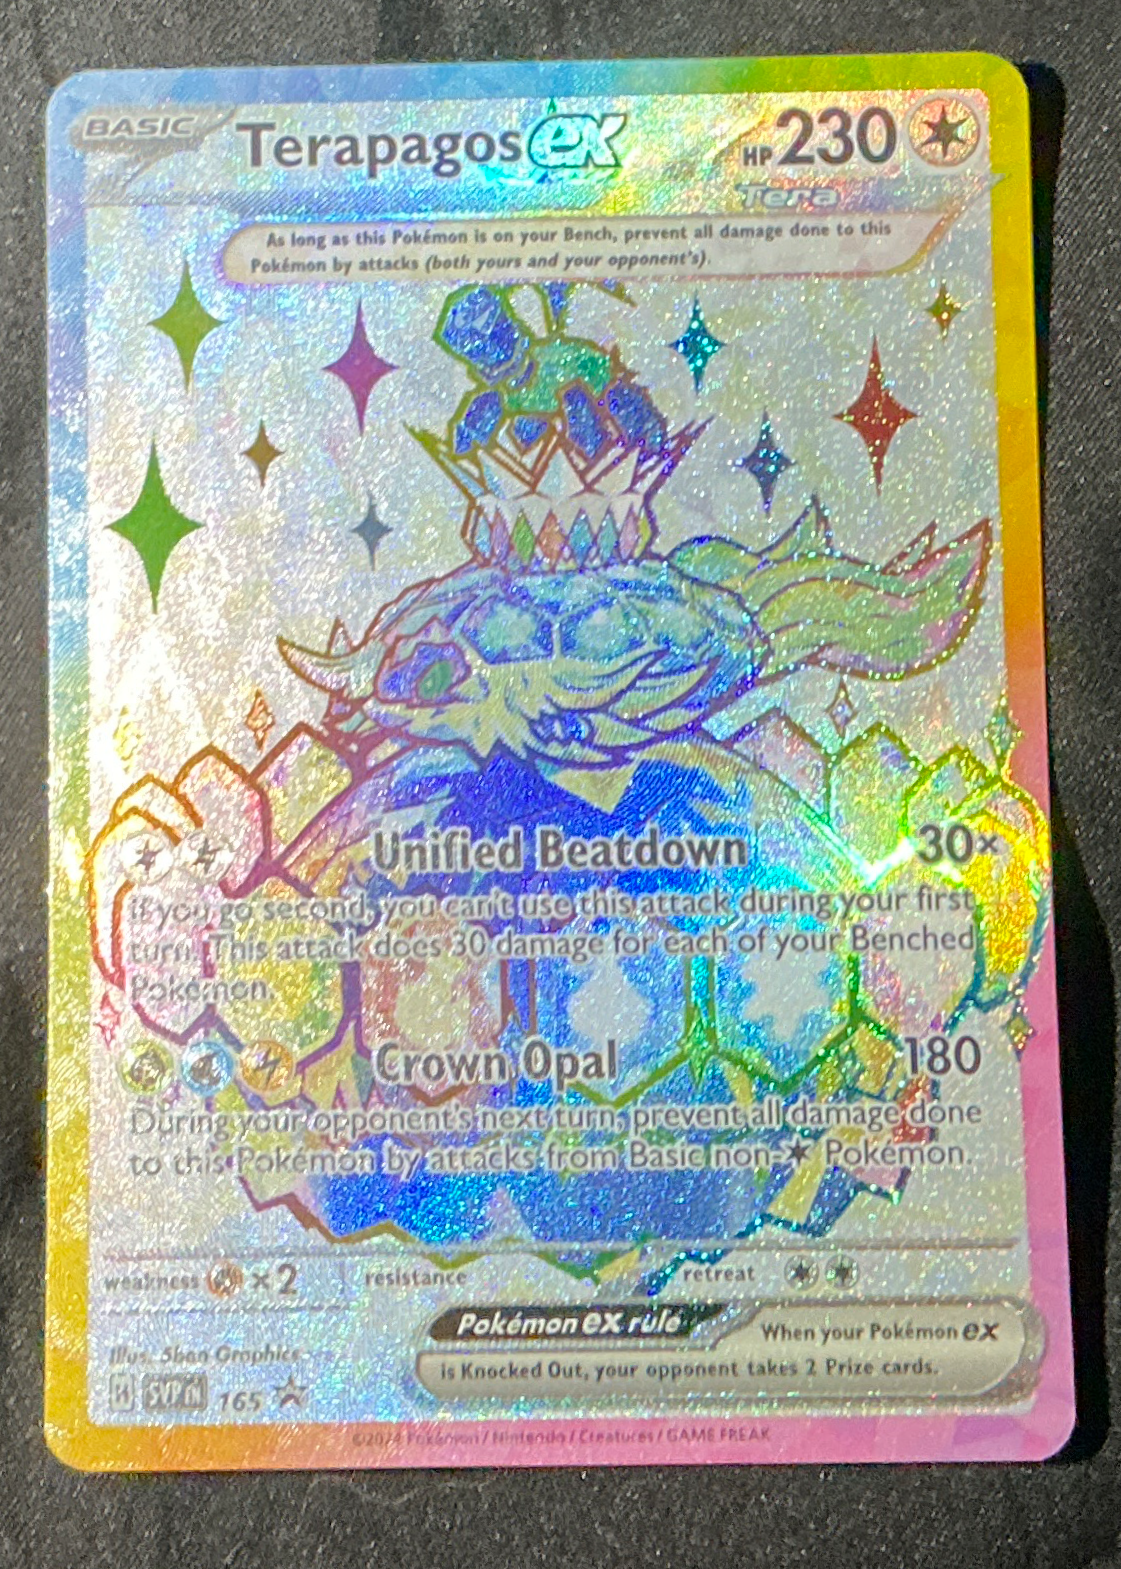 BASIC Terapagos ex HP 230
Tera
As long as this Pokémon is on your Bench, prevent all damage done to this
Pokémon by attacks (both yours and your opponent's).
Unified Beatdown 30×
If you go second, you can't use this attack during your first
turn. This attack does 30 damage for each of your Benched
Pokémon.
Crown Opal 180
During your opponent's next turn, prevent all damage done
to this Pokémon by attacks from Basic non- Pokémon.
weakness ×2 resistance retreat
Pokémon ex rule When your Pokémon ex
is Knocked Out, your opponent takes 2 Prize cards.
Illus. 5ban Graphics
H SVP EN 165
©2024 Pokémon / Nintendo / Creatures / GAME FREAK